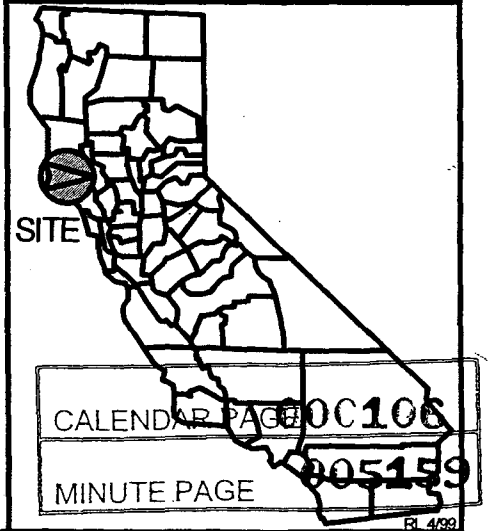 SITE
CALENDAR PAGE 00C106
MINUTE PAGE 005159
RL 4/99